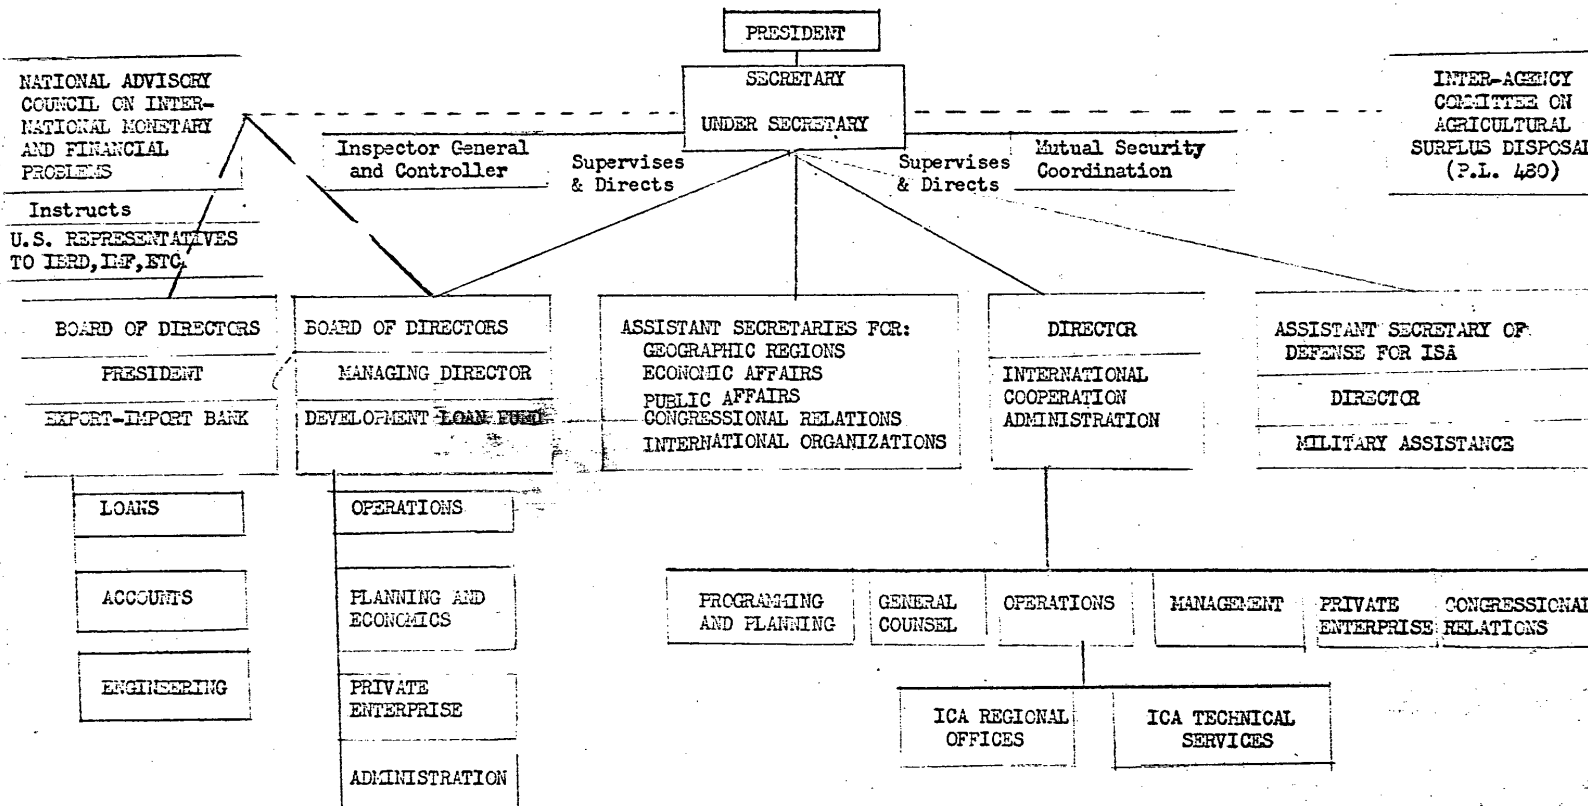 PRESIDENT
SECRETARY
UNDER SECRETARY
NATIONAL ADVISORY
COUNCIL ON INTER-
NATIONAL MONETARY
AND FINANCIAL
PROBLEMS
Instructs
U.S. REPRESENTATIVES
TO IBRD,IMF,ETC.
Inspector General
and Controller
Supervises
& Directs
Supervises
& Directs
Mutual Security
Coordination
INTER-AGENCY
COMMITTEE ON
AGRICULTURAL
SURPLUS DISPOSAL
(P.L. 480)
BOARD OF DIRECTORS
PRESIDENT
EXPORT-IMPORT BANK
BOARD OF DIRECTORS
MANAGING DIRECTOR
DEVELOPMENT LOAN FUND
ASSISTANT SECRETARIES FOR:
GEOGRAPHIC REGIONS
ECONOMIC AFFAIRS
PUBLIC AFFAIRS
CONGRESSIONAL RELATIONS
INTERNATIONAL ORGANIZATIONS
DIRECTOR
INTERNATIONAL
COOPERATION
ADMINISTRATION
ASSISTANT SECRETARY OF
DEFENSE FOR ISA
DIRECTOR
MILITARY ASSISTANCE
LOANS
ACCOUNTS
ENGINEERING
OPERATIONS
PLANNING AND
ECONOMICS
PRIVATE
ENTERPRISE
ADMINISTRATION
PROGRAMMING
AND PLANNING
GENERAL
COUNSEL
OPERATIONS
MANAGEMENT
PRIVATE
ENTERPRISE
CONGRESSIONAL
RELATIONS
ICA REGIONAL
OFFICES
ICA TECHNICAL
SERVICES